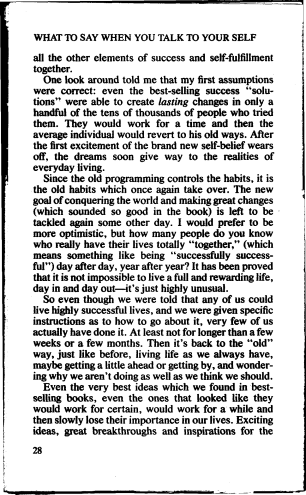 WHAT TO SAY WHEN YOU TALK TO YOUR SELF
all the other elements of success and self-fulfillment
together.
One look around told me that my first assumptions
were correct: even the best-selling success "solu-
tions" were able to create lasting changes in only a
handful of the tens of thousands of people who tried
them. They would work for a time and then the
average individual would revert to his old ways. After
the first excitement of the brand new self-belief wears
off, the dreams soon give way to the realities of
everyday living.
Since the old programming controls the habits, it is
the old habits which once again take over. The new
goal of conquering the world and making great changes
(which sounded so good in the book) is left to be
tackled again some other day. I would prefer to be
more optimistic, but how many people do you know
who really have their lives totally "together," (which
means something like being "successfully success-
ful") day after day, year after year? It has been proved
that it is not impossible to live a full and rewarding life,
day in and day out—it's just highly unusual.
So even though we were told that any of us could
live highly successful lives, and we were given specific
instructions as to how to go about it, very few of us
actually have done it. At least not for longer than a few
weeks or a few months. Then it's back to the "old"
way, just like before, living life as we always have,
maybe getting a little ahead or getting by, and wonder-
ing why we aren't doing as well as we think we should.
Even the very best ideas which we found in best-
selling books, even the ones that looked like they
would work for certain, would work for a while and
then slowly lose their importance in our lives. Exciting
ideas, great breakthroughs and inspirations for the
28